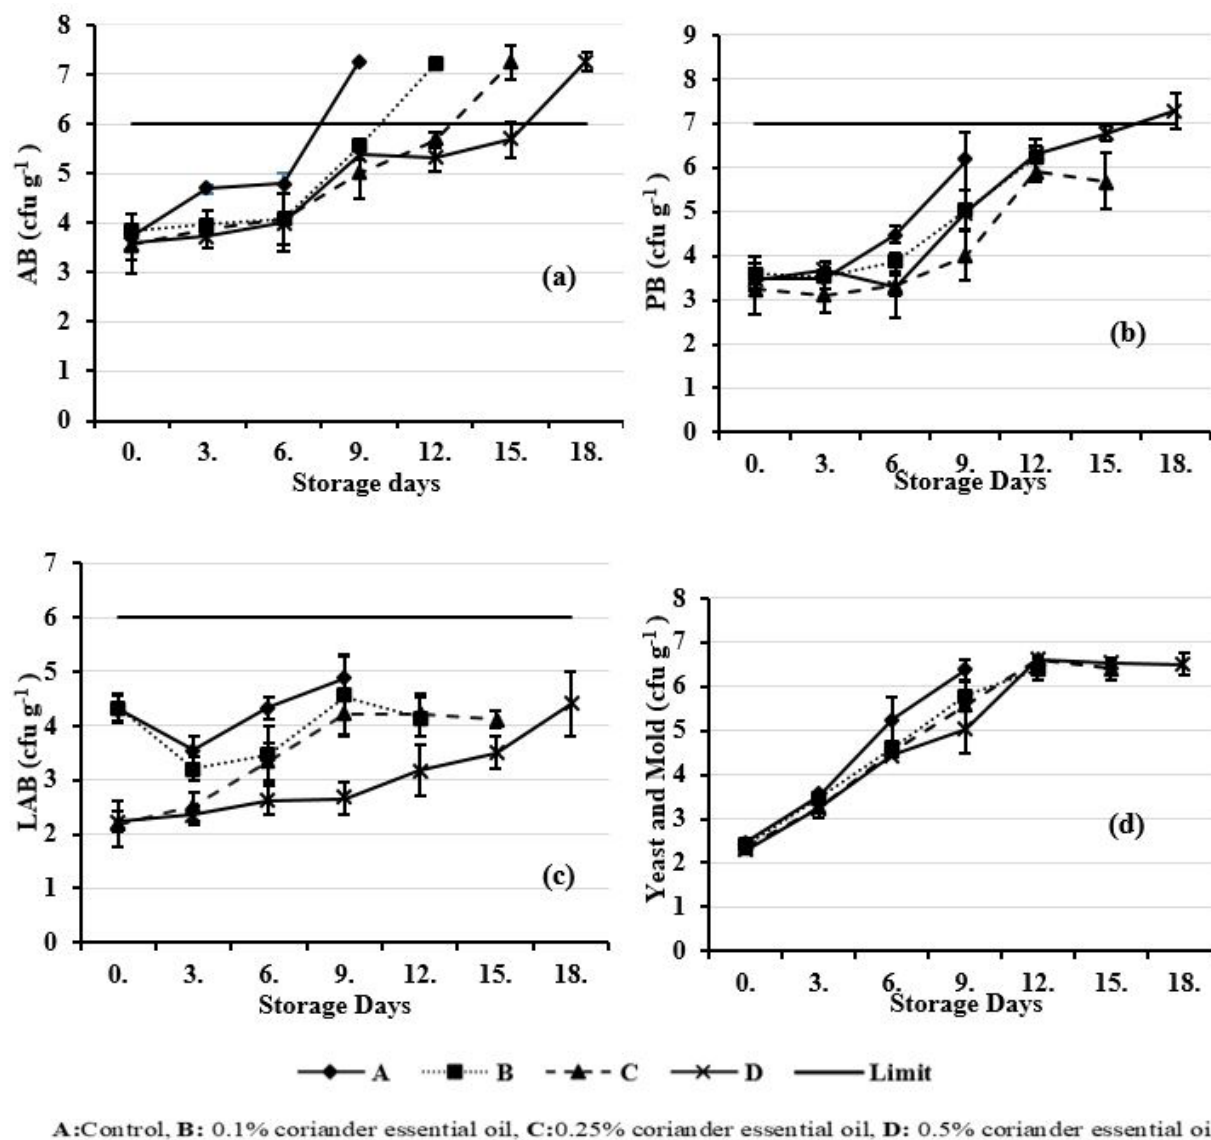 8
7
6
5
4
3
2
1
0
AB (cfu g⁻¹)
(a)
0. 3. 6. 9. 12. 15. 18.
Storage days
9
8
7
6
5
4
3
2
1
0
PB (cfu g⁻¹ )
(b)
0. 3. 6. 9. 12. 15. 18.
Storage Days
7
6
5
4
3
2
1
0
LAB (cfu g⁻¹ )
(c)
0. 3. 6. 9. 12. 15. 18.
Storage Days
8
7
6
5
4
3
2
1
0
Yeast and Mold (cfu g⁻¹ )
(d)
0. 3. 6. 9. 12. 15. 18.
Storage Days
A B C D Limit
A:Control, B: 0.1% coriander essential oil, C:0.25% coriander essential oil, D: 0.5% coriander essential oi